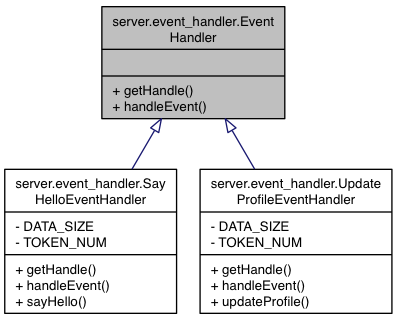 server.event_handler.Event
Handler
+ getHandle()
+ handleEvent()
server.event_handler.Say
HelloEventHandler
- DATA_SIZE
- TOKEN_NUM
+ getHandle()
+ handleEvent()
+ sayHello()
server.event_handler.Update
ProfileEventHandler
- DATA_SIZE
- TOKEN_NUM
+ getHandle()
+ handleEvent()
+ updateProfile()